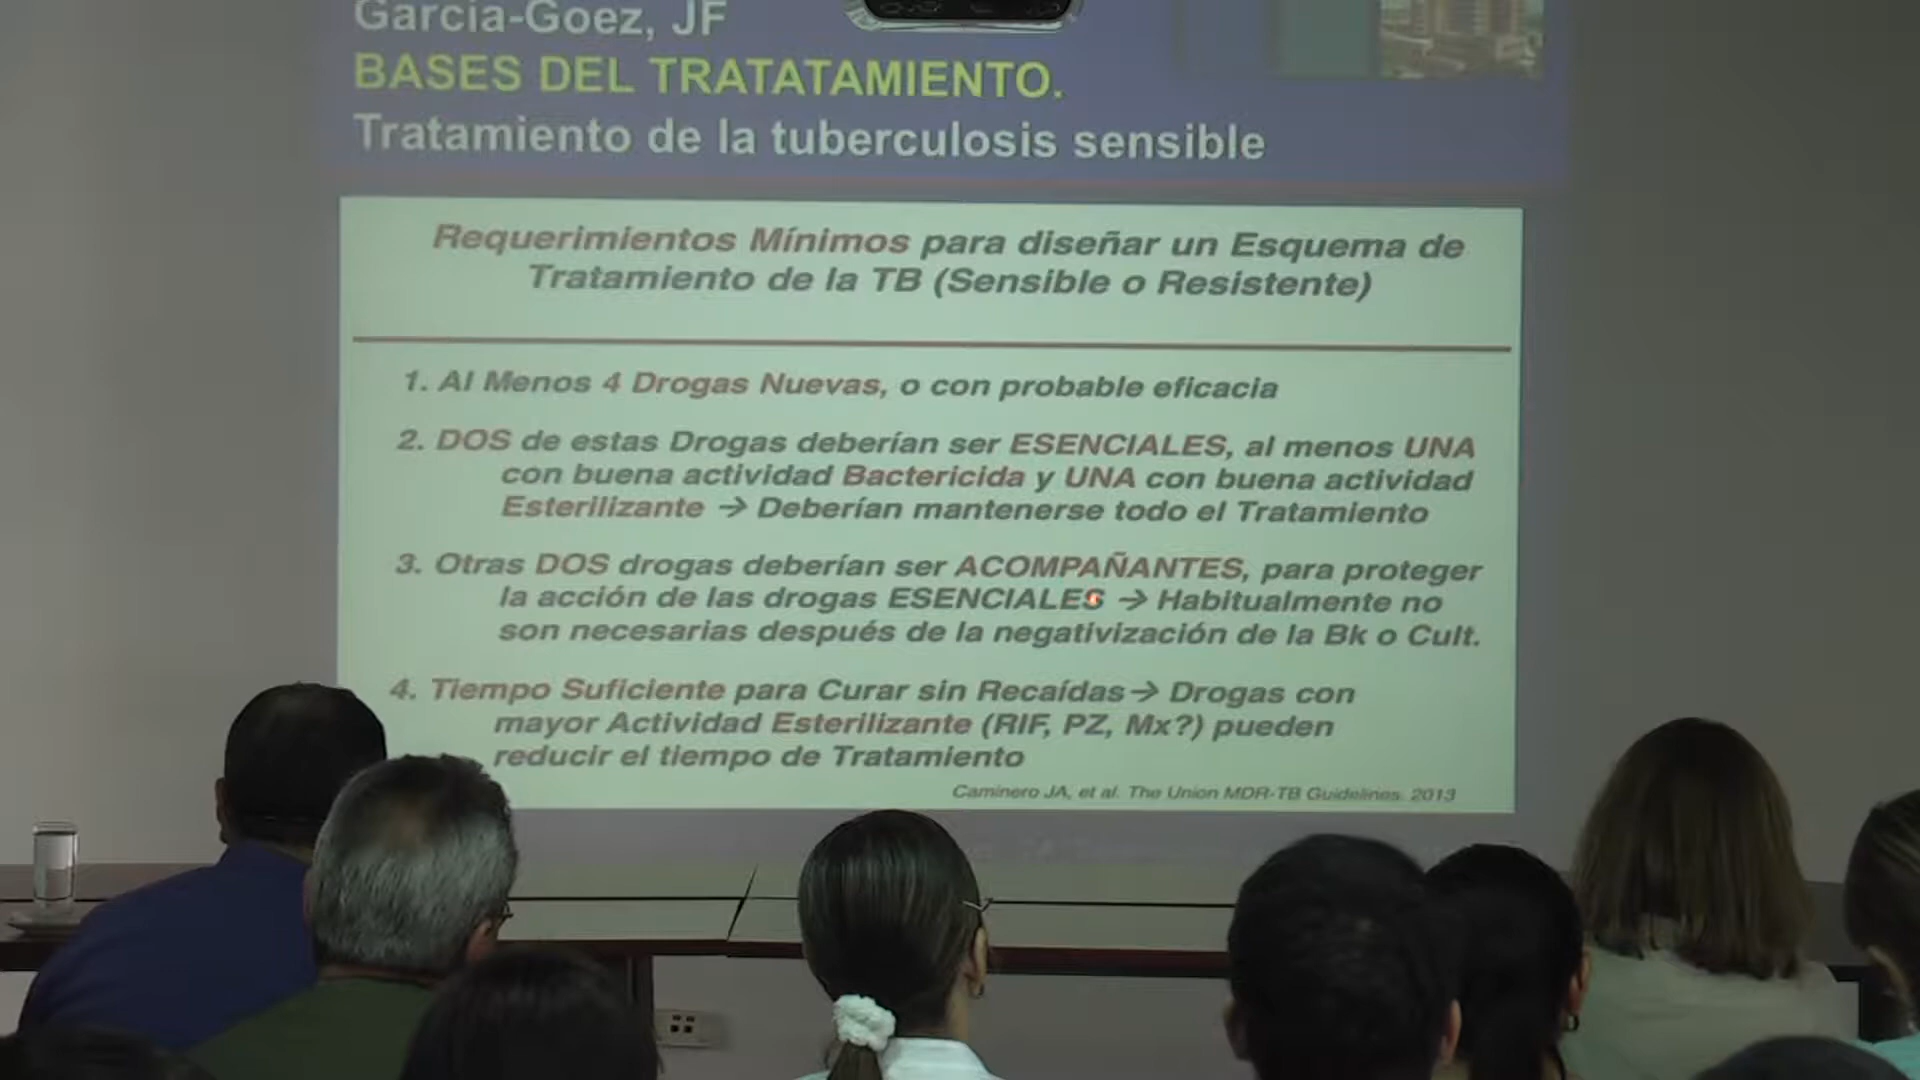 García-Goez, JF
BASES DEL TRATATAMIENTO.
Tratamiento de la tuberculosis sensible
Requerimientos Mínimos para diseñar un Esquema de
Tratamiento de la TB (Sensible o Resistente)
1. Al Menos 4 Drogas Nuevas, o con probable eficacia
2. DOS de estas Drogas deberían ser ESENCIALES, al menos UNA
con buena actividad Bactericida y UNA con buena actividad
Esterilizante → Deberían mantenerse todo el Tratamiento
3. Otras DOS drogas deberían ser ACOMPAÑANTES, para proteger
la acción de las drogas ESENCIALES → Habitualmente no
son necesarias después de la negativización de la Bk o Cult.
4. Tiempo Suficiente para Curar sin Recaídas → Drogas con
mayor Actividad Esterilizante (RIF, PZ, Mx?) pueden
reducir el tiempo de Tratamiento
Caminero JA, et al. The Union MDR-TB Guidelines. 2013